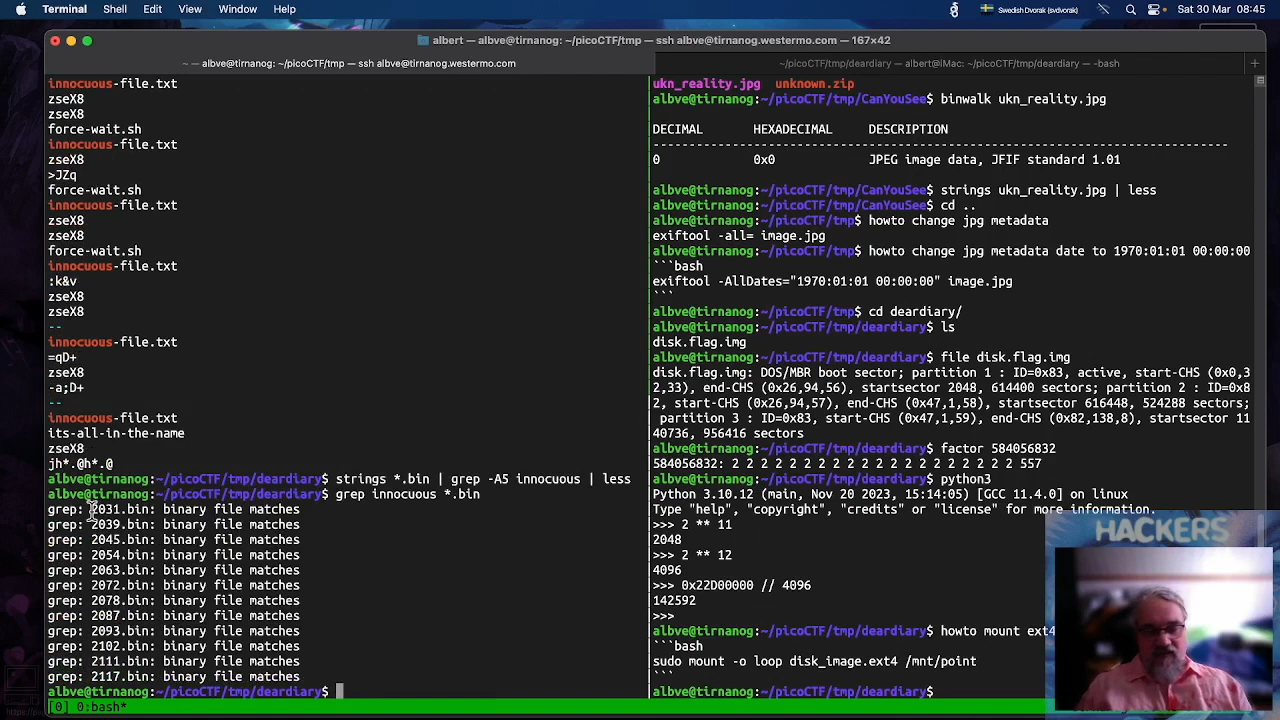 Terminal Shell Edit View Window Help
Swedish Dvorak (svdvorak)
Sat 30 Mar 08:45
albert — albve@tirnanog: ~/picoCTF/tmp — ssh albve@tirnanog.westermo.com — 167×42
~ — albve@tirnanog: ~/picoCTF/tmp — ssh albve@tirnanog.westermo.com
~/picoCTF/tmp/deardiary — albert@iMac: ~/tmp/deardiary — -bash
innocuous-file.txt
zseX8
zseX8
force-wait.sh
innocuous-file.txt
zseX8
>JZq
force-wait.sh
innocuous-file.txt
zseX8
zseX8
force-wait.sh
innocuous-file.txt
:k&v
zseX8
zseX8
--
innocuous-file.txt
=qD+
zseX8
-a;D+
--
innocuous-file.txt
its-all-in-the-name
zseX8
jh*.@h*.@
albve@tirnanog:~/picoCTF/tmp/deardiary$ strings *.bin | grep -A5 innocuous | less
albve@tirnanog:~/picoCTF/tmp/deardiary$ grep innocuous *.bin
grep: 2031.bin: binary file matches
grep: 2039.bin: binary file matches
grep: 2045.bin: binary file matches
grep: 2054.bin: binary file matches
grep: 2063.bin: binary file matches
grep: 2072.bin: binary file matches
grep: 2078.bin: binary file matches
grep: 2087.bin: binary file matches
grep: 2093.bin: binary file matches
grep: 2102.bin: binary file matches
grep: 2111.bin: binary file matches
grep: 2117.bin: binary file matches
albve@tirnanog:~/picoCTF/tmp/deardiary$
ukn_reality.jpg unknown.zip
albve@tirnanog:~/picoCTF/tmp/CanYouSee$ binwalk ukn_reality.jpg
DECIMAL HEXADECIMAL DESCRIPTION
--------------------------------------------------------------------------------
0 0x0 JPEG image data, JFIF standard 1.01
albve@tirnanog:~/picoCTF/tmp/CanYouSee$ strings ukn_reality.jpg | less
albve@tirnanog:~/picoCTF/tmp/CanYouSee$ cd ..
albve@tirnanog:~/picoCTF/tmp$ howto change jpg metadata
exiftool -all= image.jpg
albve@tirnanog:~/picoCTF/tmp$ howto change jpg metadata date to 1970:01:01 00:00:00
```bash
exiftool -AllDates="1970:01:01 00:00:00" image.jpg
```
albve@tirnanog:~/picoCTF/tmp$ cd deardiary/
albve@tirnanog:~/picoCTF/tmp/deardiary$ ls
disk.flag.img
albve@tirnanog:~/picoCTF/tmp/deardiary$ file disk.flag.img
disk.flag.img: DOS/MBR boot sector; partition 1 : ID=0x83, active, start-CHS (0x0,3
2,33), end-CHS (0x26,94,56), startsector 2048, 614400 sectors; partition 2 : ID=0x8
2, start-CHS (0x26,94,57), end-CHS (0x47,1,58), startsector 616448, 524288 sectors;
partition 3 : ID=0x83, start-CHS (0x47,1,59), end-CHS (0x82,138,8), startsector 11
40736, 956416 sectors
albve@tirnanog:~/picoCTF/tmp/deardiary$ factor 584056832
584056832: 2 2 2 2 2 2 2 2 2 2 2 2 2 2 2 2 2 2 2 2 557
albve@tirnanog:~/picoCTF/tmp/deardiary$ python3
Python 3.10.12 (main, Nov 20 2023, 15:14:05) [GCC 11.4.0] on linux
Type "help", "copyright", "credits" or "license" for more information.
>>> 2 ** 11
2048
>>> 2 ** 12
4096
>>> 0x22D00000 // 4096
142592
>>>
albve@tirnanog:~/picoCTF/tmp/deardiary$ howto mount ext4
```bash
sudo mount -o loop disk_image.ext4 /mnt/point
```
albve@tirnanog:~/picoCTF/tmp/deardiary$
HACKERS
[0] 0:bash*